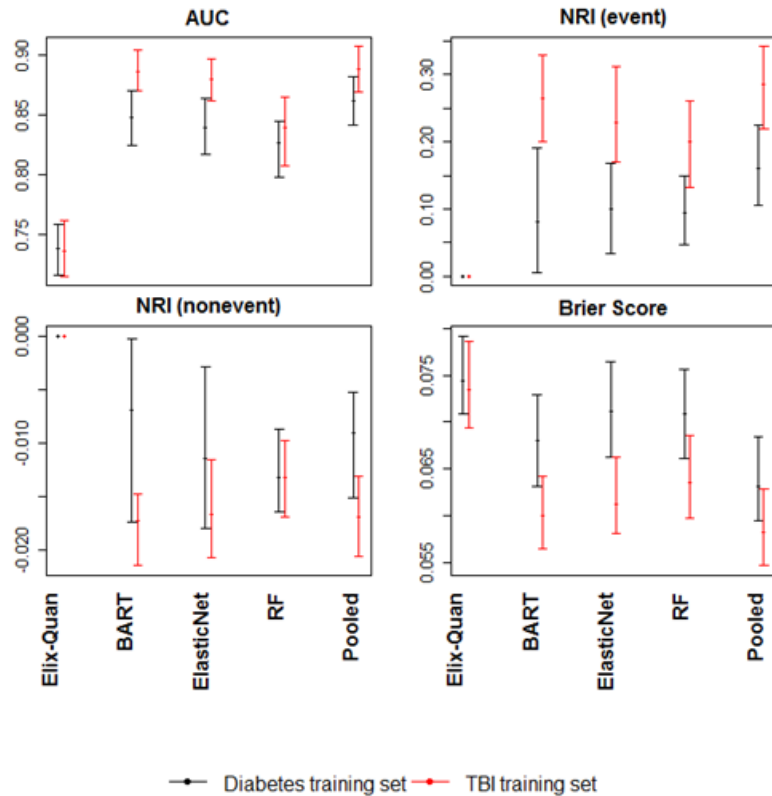 AUC
0.90
0.85
0.80
0.75
NRI (event)
0.30
0.20
0.10
0.00
NRI (nonevent)
0.000
-0.010
-0.020
Brier Score
0.075
0.065
0.055
Elix-Quan
BART
ElasticNet
RF
Pooled
Elix-Quan
BART
ElasticNet
RF
Pooled
Diabetes training set
TBI training set